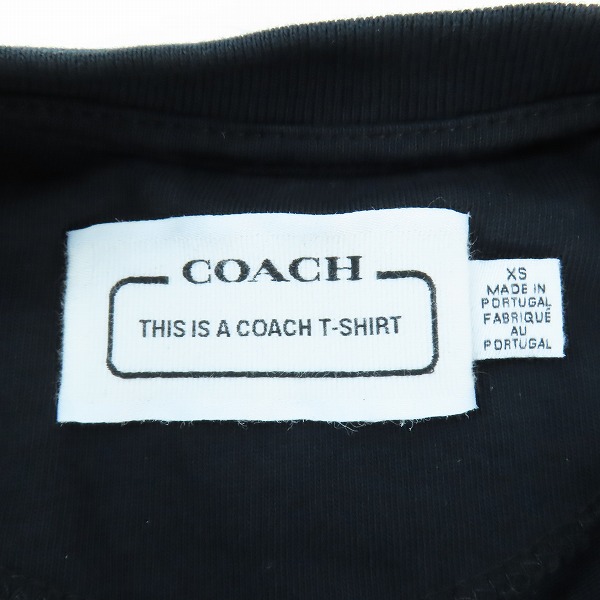 COACH
THIS IS A COACH T-SHIRT
XS
MADE IN
PORTUGAL
FABRIQUÉ
AU
PORTUGAL